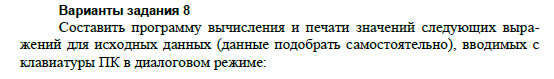 Варианты задания 8
Составить программу вычисления и печати значений следующих выра-
жений для исходных данных (данные подобрать самостоятельно), вводимых с
клавиатуры ПК в диалоговом режиме: